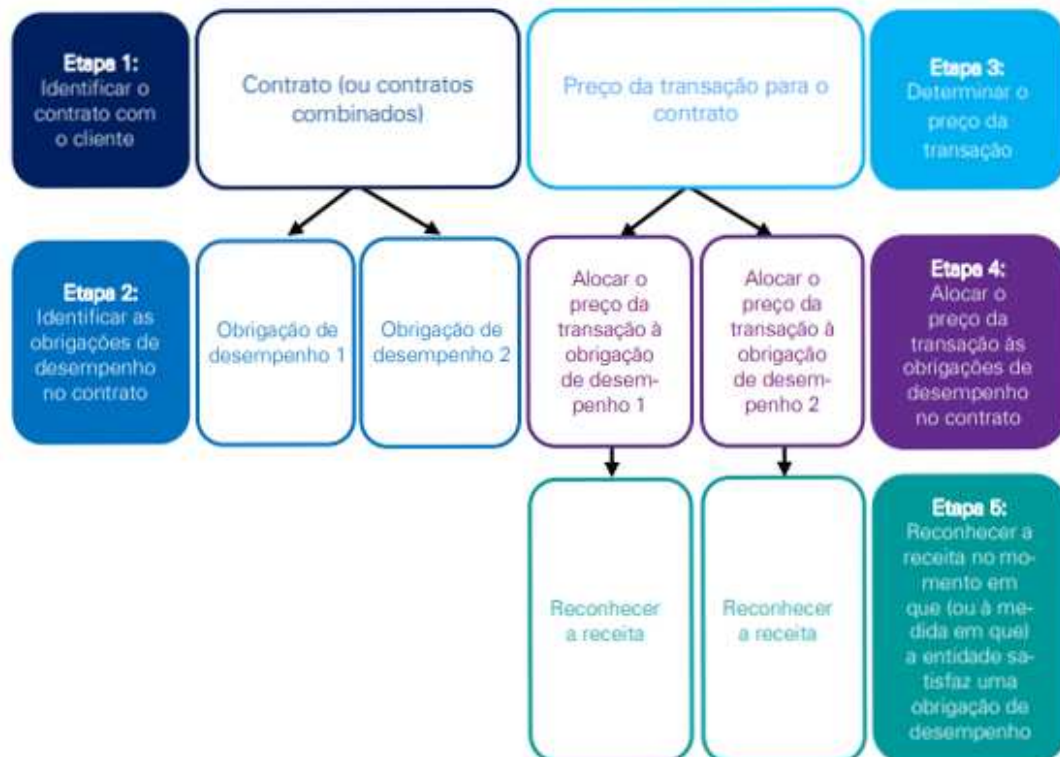 Etapa 1:
Identificar o
contrato com
o cliente
Contrato (ou contratos
combinados)
Preço da transação para o
contrato
Etapa 3:
Determinar o
preço da
transação
Etapa 2:
Identificar as
obrigações de
desempenho
no contrato
Obrigação de
desempenho 1
Obrigação de
desempenho 2
Alocar o
preço da
transação à
obrigação
de desem-
penho 1
Alocar o
preço da
transação à
obrigação
de desem-
penho 2
Etapa 4:
Alocar o
preço da
transação às
obrigações de
desempenho
no contrato
Reconhecer
a receita
Reconhecer
a receita
Etapa 5:
Reconhecer a
receita no mo-
mento em
que (ou à me-
dida em que)
a entidade sa-
tisfaz uma
obrigação de
desempenho